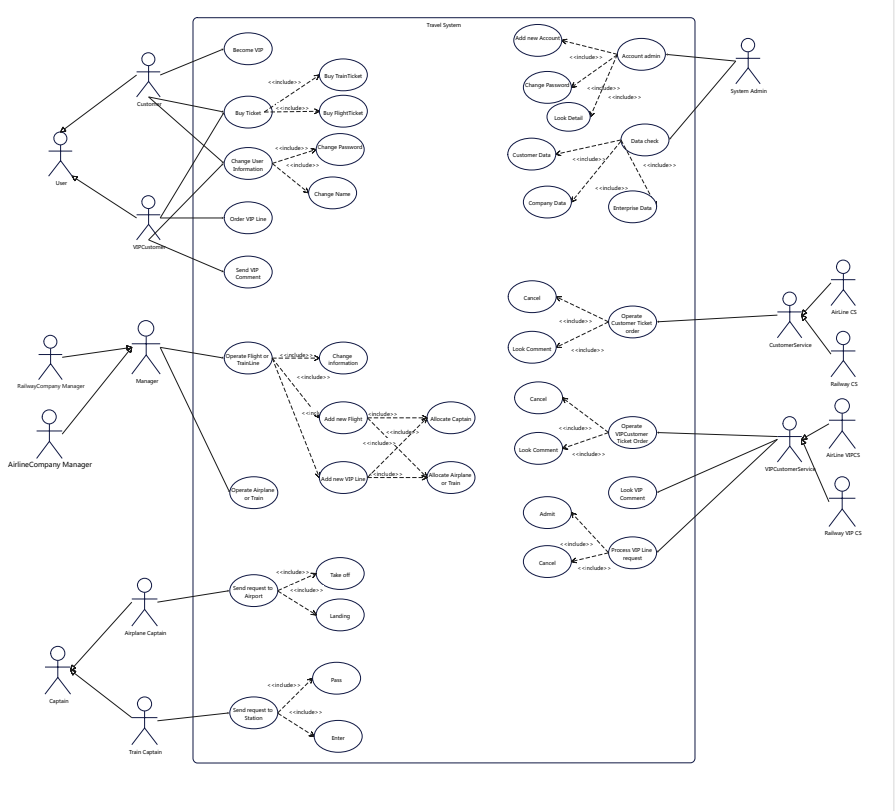 Travel System
Become VIP
Buy Ticket
<<include>>
Buy TrainTicket
<<include>>
Buy FlightTicket
Change User
Information
<<include>>
Change Password
<<include>>
Change Name
Order VIP Line
Send VIP
Comment
Customer
User
VIPCustomer
Add new Account
Account admin
<<include>>
Change Password
<<include>>
Look Detail
System Admin
Data check
Customer Data
<<include>>
<<include>>
<<include>>
Company Data
Enterprise Data
RailwayCompany Manager
Manager
AirlineCompany Manager
Operate Flight or
TrainLine
<<include>>
Change
information
<<include>>
<<incl
Add new Flight
include>>
Allocate Captain
<<include>>
<<include>>
Add new VIP Line
<include>>
Allocate Airplane
or Train
Operate Airplane
or Train
Cancel
<<include>>
Operate
Customer Ticket
order
Look Comment
<<include>>
CustomerService
AirLine CS
Railway CS
Cancel
<<include>>
Operate
VIPCustomer
Ticket Order
Look Comment
<<include>>
Look VIP
Comment
Admit
<<include>>
Process VIP Line
request
Cancel
VIPCustomerService
AirLine VIPCS
Railway VIP CS
Airplane Captain
Captain
Train Captain
Send request to
Airport
<<include>>
Take off
<<include>>
Landing
Send request to
Station
<<include>>
Pass
<<include>>
Enter